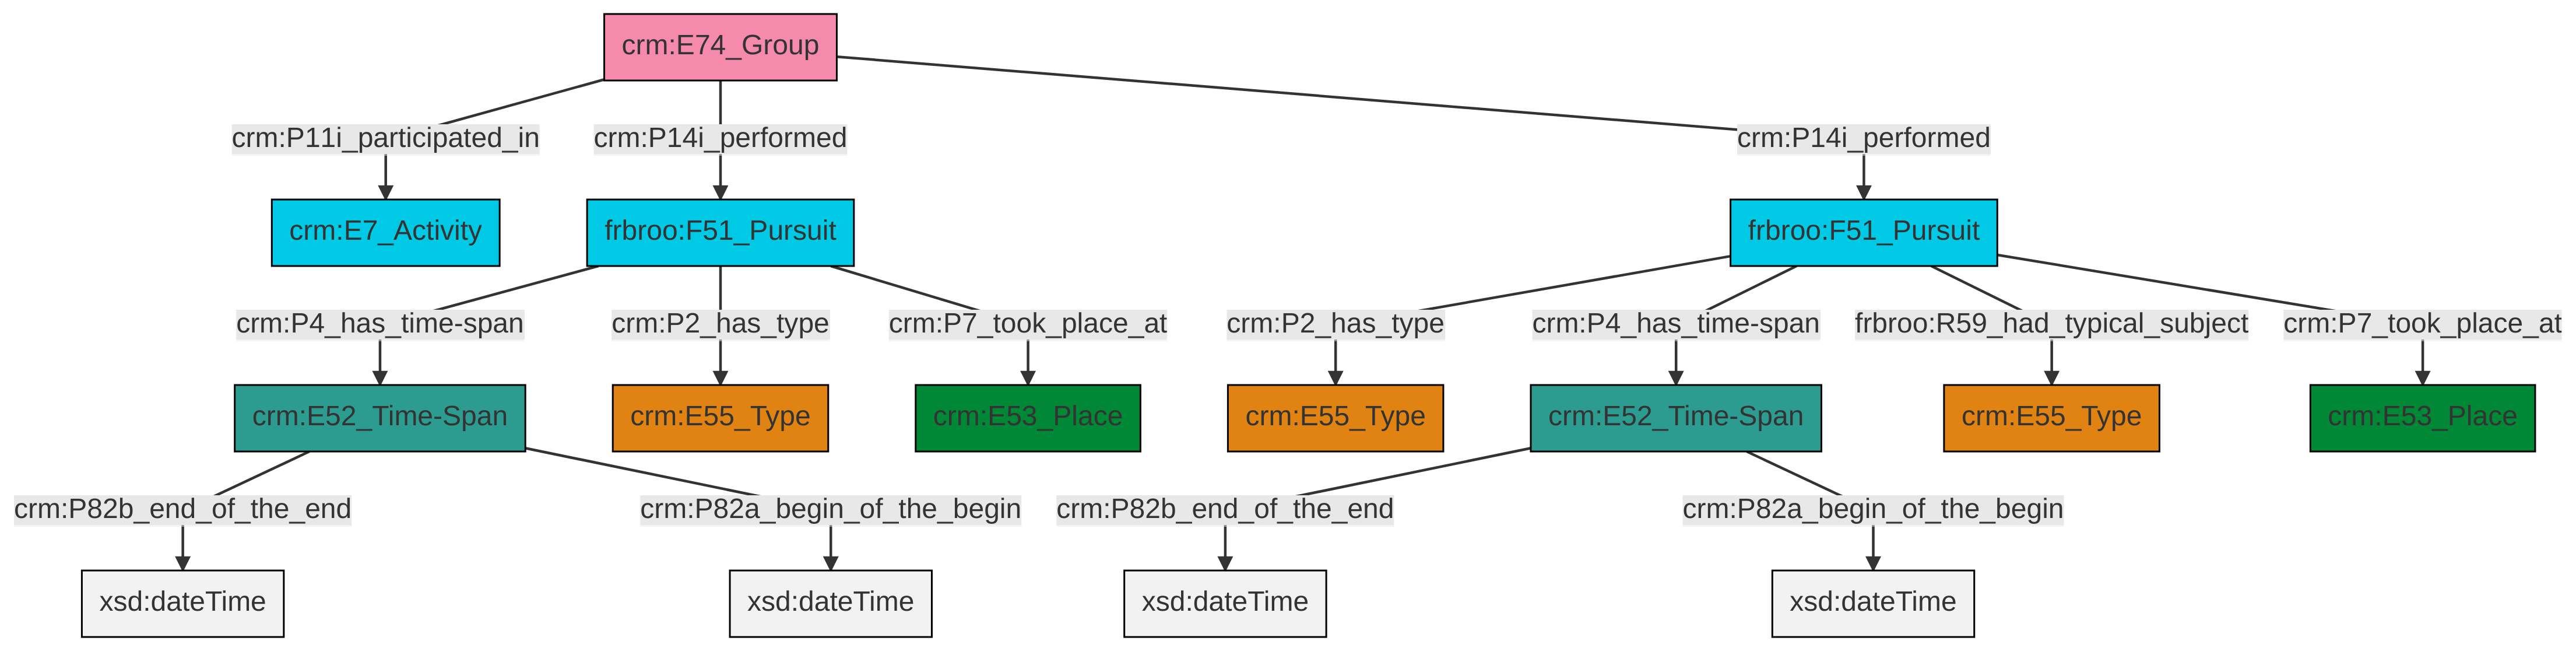 crm:E74_Group
crm:P11i_participated_in
crm:P14i_performed
crm:P14i_performed
crm:E7_Activity
frbroo:F51_Pursuit
frbroo:F51_Pursuit
crm:P4_has_time-span
crm:P2_has_type
crm:P7_took_place_at
crm:P2_has_type
crm:P4_has_time-span
frbroo:R59_had_typical_subject
crm:P7_took_place_at
crm:E52_Time-Span
crm:E55_Type
crm:E53_Place
crm:E55_Type
crm:E52_Time-Span
crm:E55_Type
crm:E53_Place
crm:P82b_end_of_the_end
crm:P82a_begin_of_the_begin
crm:P82b_end_of_the_end
crm:P82a_begin_of_the_begin
xsd:dateTime
xsd:dateTime
xsd:dateTime
xsd:dateTime